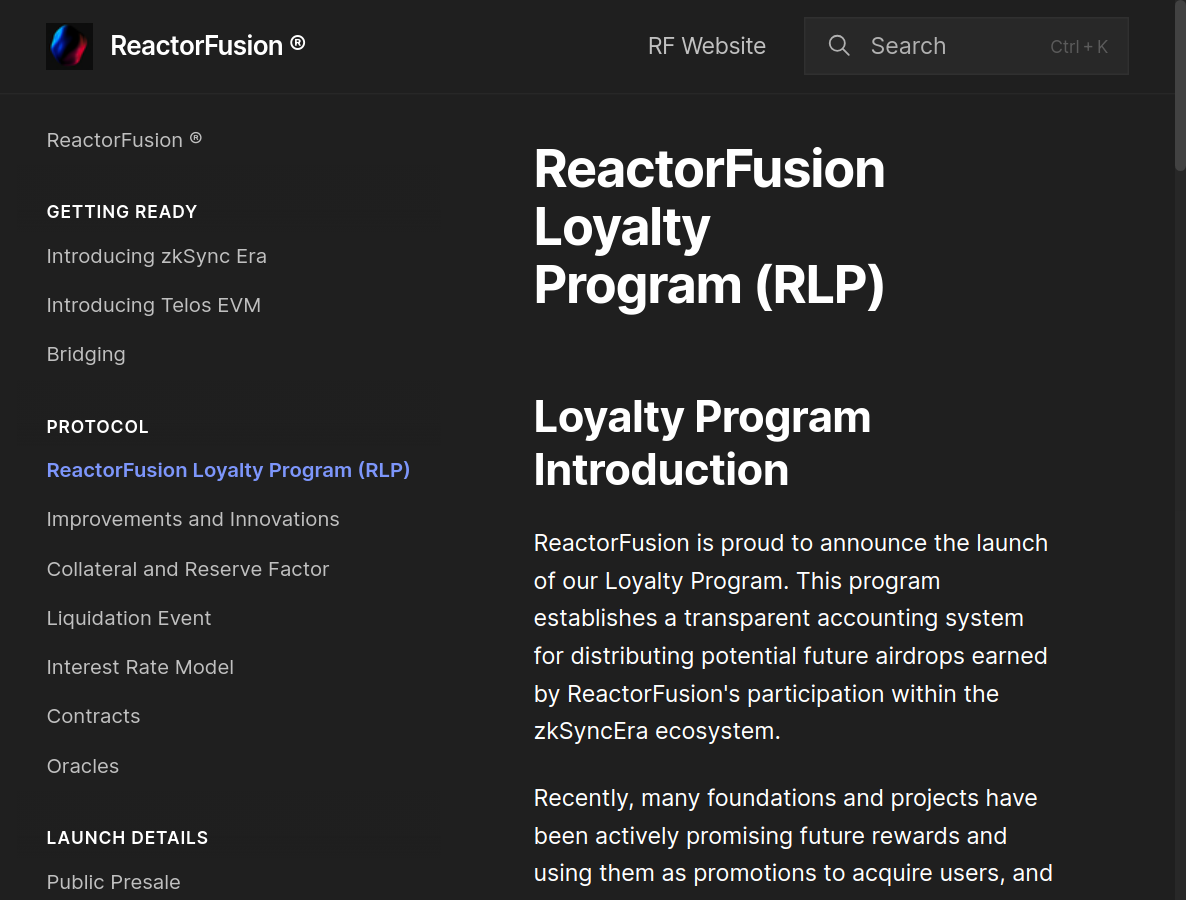 ReactorFusion ®
RF Website
Search
Ctrl + K
ReactorFusion ®
GETTING READY
Introducing zkSync Era
Introducing Telos EVM
Bridging
PROTOCOL
ReactorFusion Loyalty Program (RLP)
Improvements and Innovations
Collateral and Reserve Factor
Liquidation Event
Interest Rate Model
Contracts
Oracles
LAUNCH DETAILS
Public Presale
ReactorFusion
Loyalty
Program (RLP)
Loyalty Program
Introduction
ReactorFusion is proud to announce the launch
of our Loyalty Program. This program
establishes a transparent accounting system
for distributing potential future airdrops earned
by ReactorFusion's participation within the
zkSyncEra ecosystem.
Recently, many foundations and projects have
been actively promising future rewards and
using them as promotions to acquire users, and